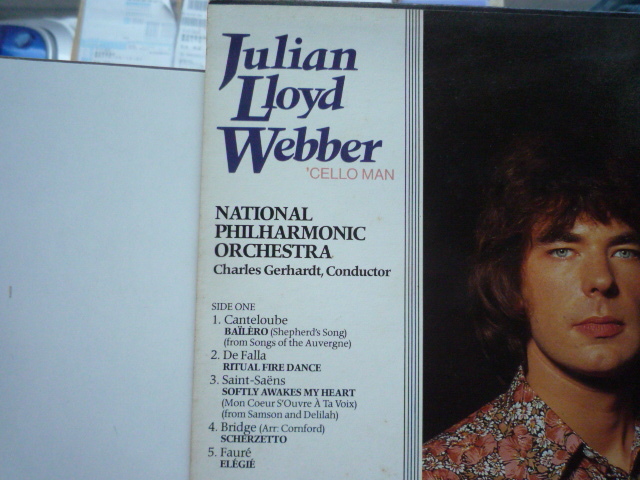 Julian
Lloyd
Webber
'CELLO MAN
NATIONAL
PHILHARMONIC
ORCHESTRA
Charles Gerhardt, Conductor
SIDE ONE
1. Canteloube
BAÏLÈRO (Shepherd's Song)
(from Songs of the Auvergne)
2. De Falla
RITUAL FIRE DANCE
3. Saint-Saëns
SOFTLY AWAKES MY HEART
(Mon Coeur S'Ouvre À Ta Voix)
(from Samson and Delilah)
4. Bridge (Arr: Cornford)
SCHERZETTO
5. Fauré
ELÉGIÉ